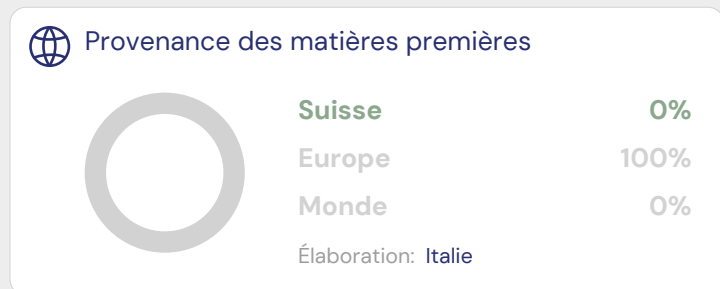 Provenance des matières premières
Suisse 0%
Europe 100%
Monde 0%
Élaboration: Italie